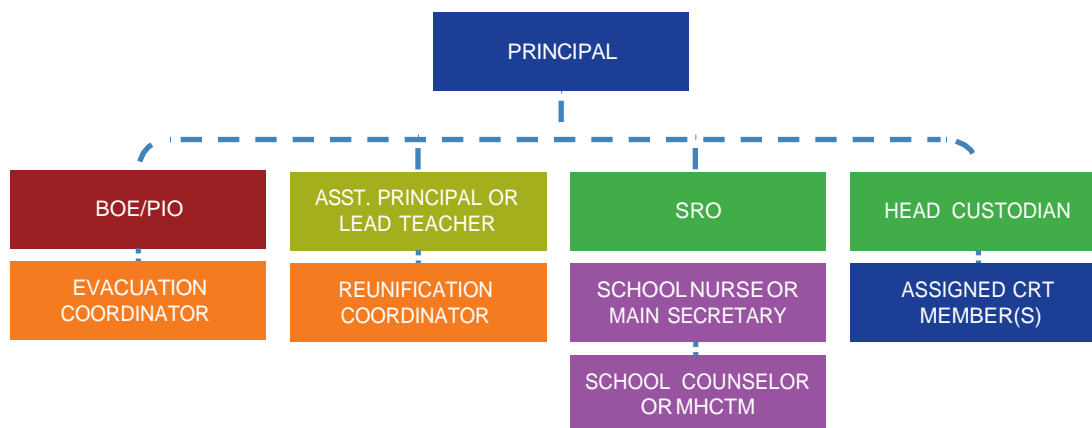 PRINCIPAL
BOE/PIO
ASST. PRINCIPAL OR
LEAD TEACHER
SRO
HEAD CUSTODIAN
EVACUATION
COORDINATOR
REUNIFICATION
COORDINATOR
SCHOOL NURSE OR
MAIN SECRETARY
ASSIGNED CRT
MEMBER(S)
SCHOOL COUNSELOR
OR MHCTM